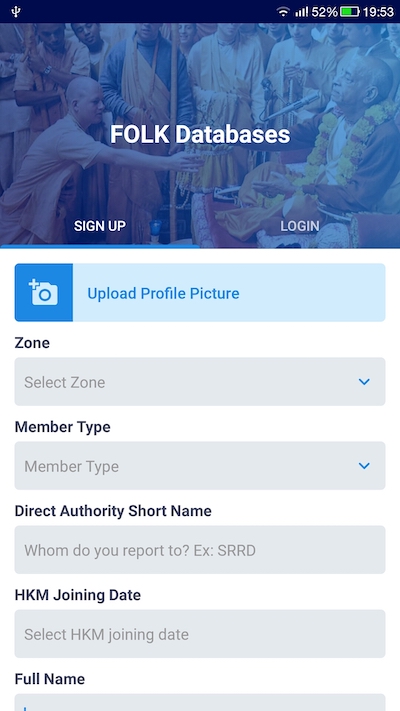 52% 19:53
FOLK Databases
SIGN UP
LOGIN
Upload Profile Picture
Zone
Select Zone
Member Type
Member Type
Direct Authority Short Name
Whom do you report to? Ex: SRRD
HKM Joining Date
Select HKM joining date
Full Name